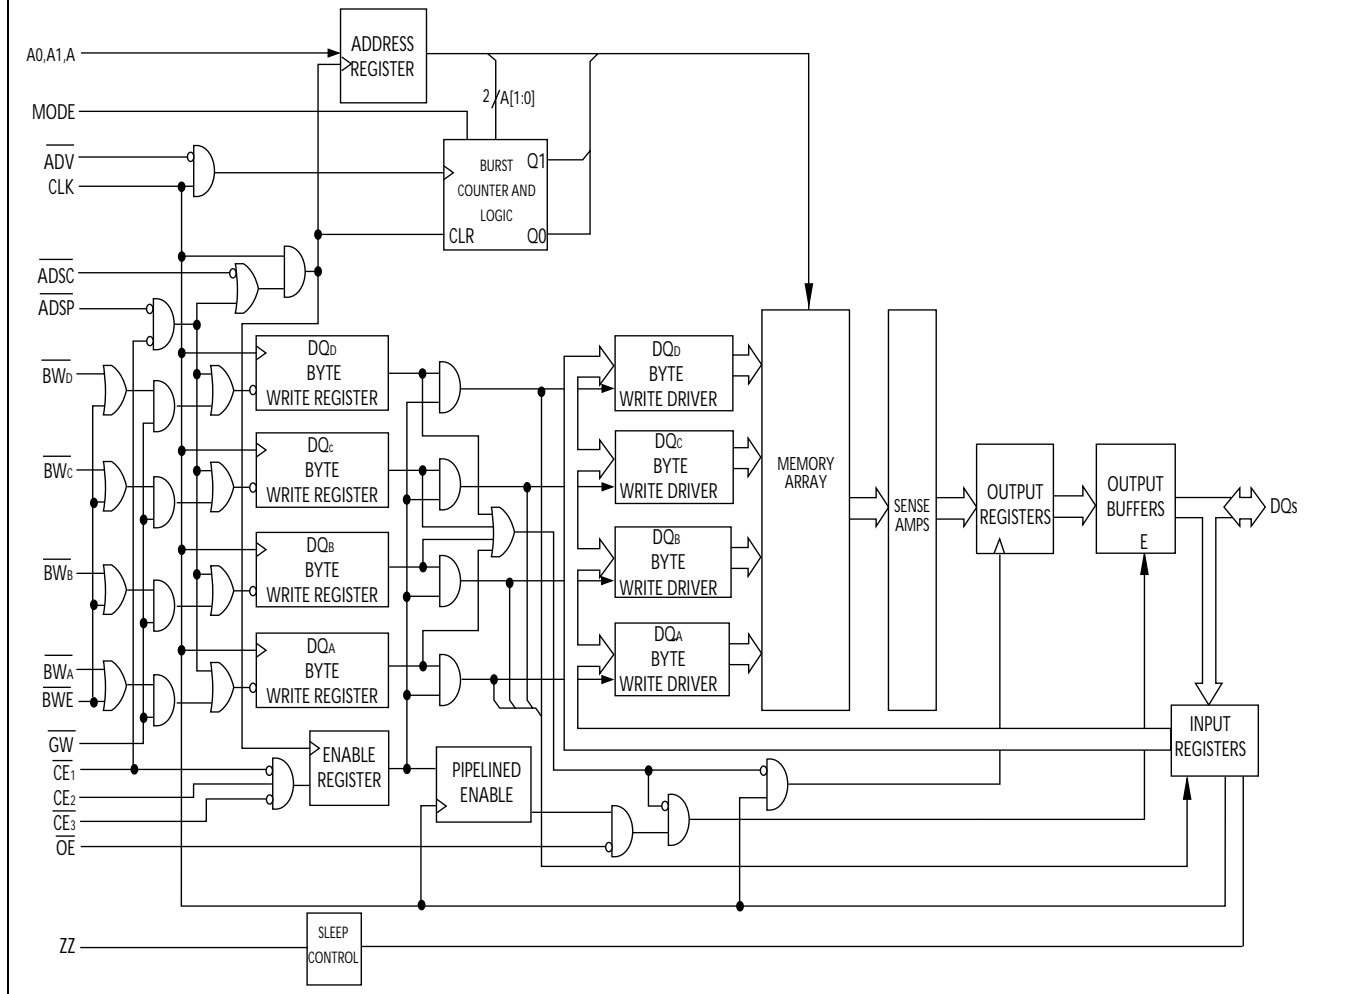 A0,A1,A
ADDRESS
REGISTER
MODE
2
A[1:0]
ADV
CLK
BURST
COUNTER AND
LOGIC
Q1
CLR
Q0
ADSC
ADSP
BWD
DQD
BYTE
WRITE REGISTER
DQD
BYTE
WRITE DRIVER
BWC
DQc
BYTE
WRITE REGISTER
DQC
BYTE
WRITE DRIVER
MEMORY
ARRAY
SENSE
AMPS
OUTPUT
REGISTERS
OUTPUT
BUFFERS
E
DQs
BWB
DQB
BYTE
WRITE REGISTER
DQB
BYTE
WRITE DRIVER
BWA
BWE
DQA
BYTE
WRITE REGISTER
DQA
BYTE
WRITE DRIVER
GW
CE1
CE2
CE3
OE
ENABLE
REGISTER
PIPELINED
ENABLE
INPUT
REGISTERS
ZZ
SLEEP
CONTROL